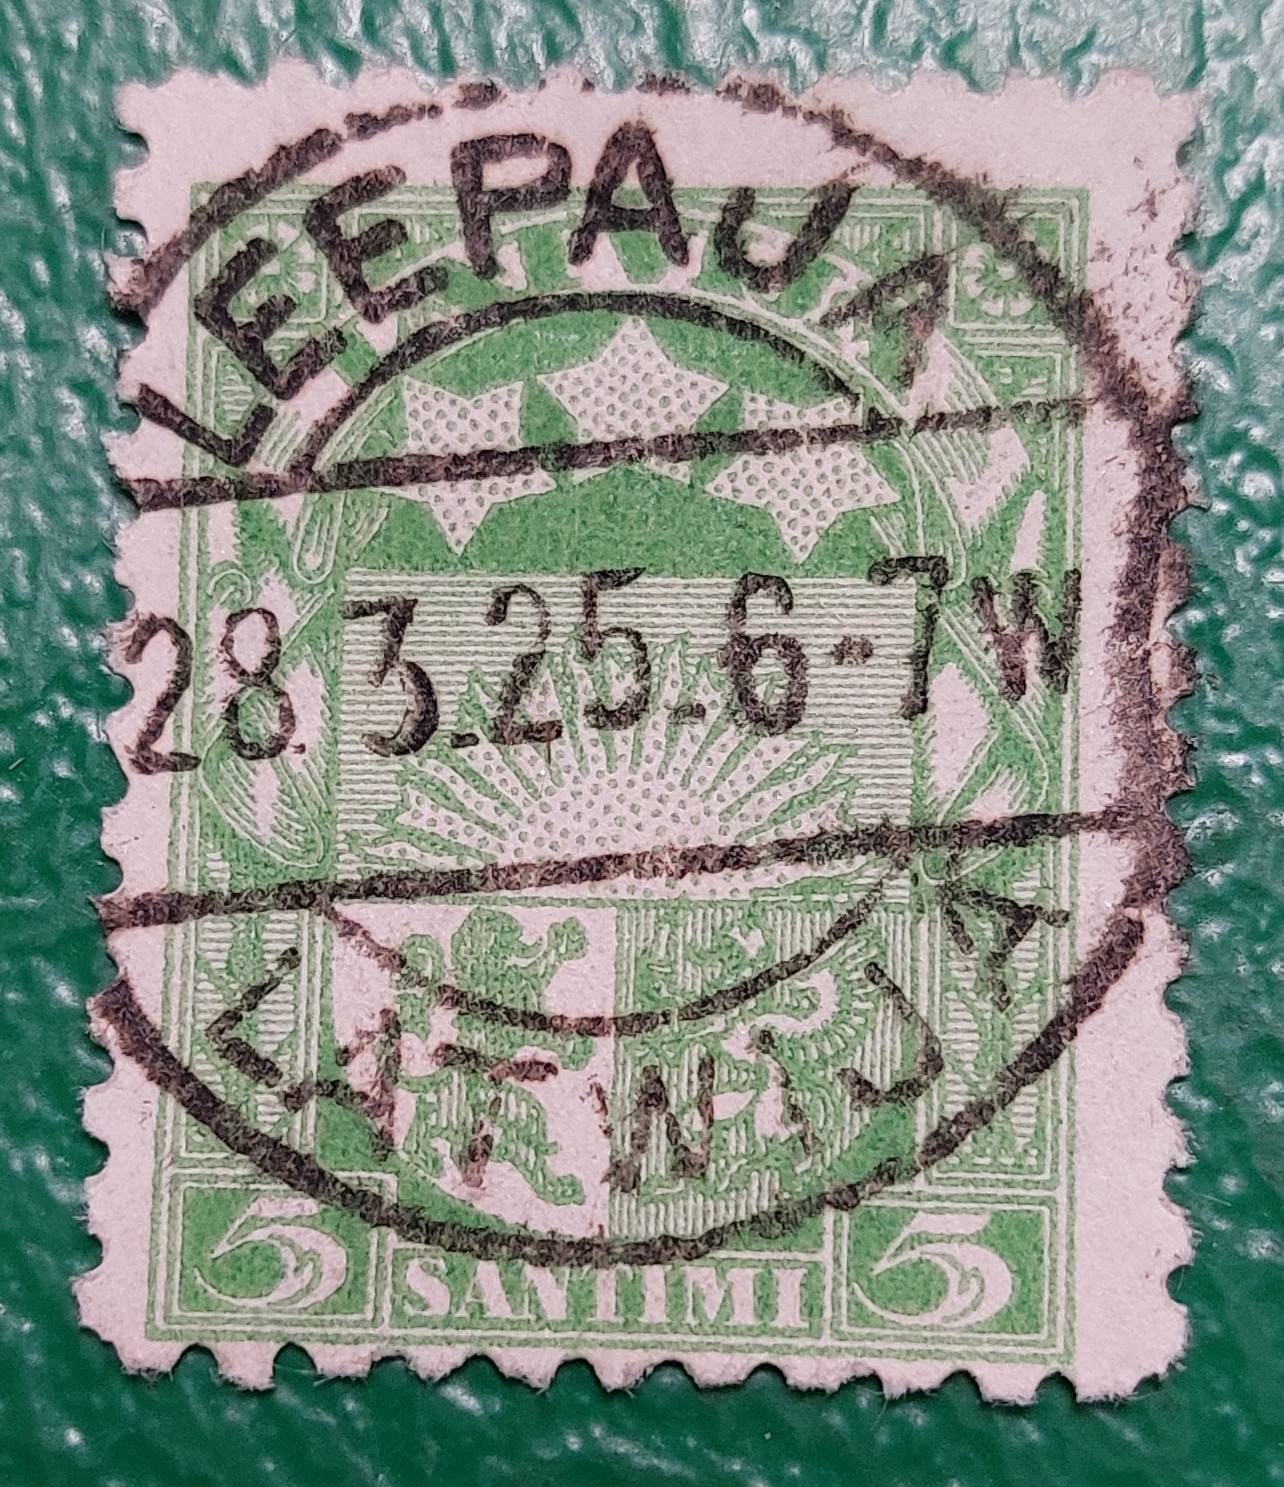 LEEPAJA
28. 3.25.6-7W
LATWIJA
5 SANTIMI 5